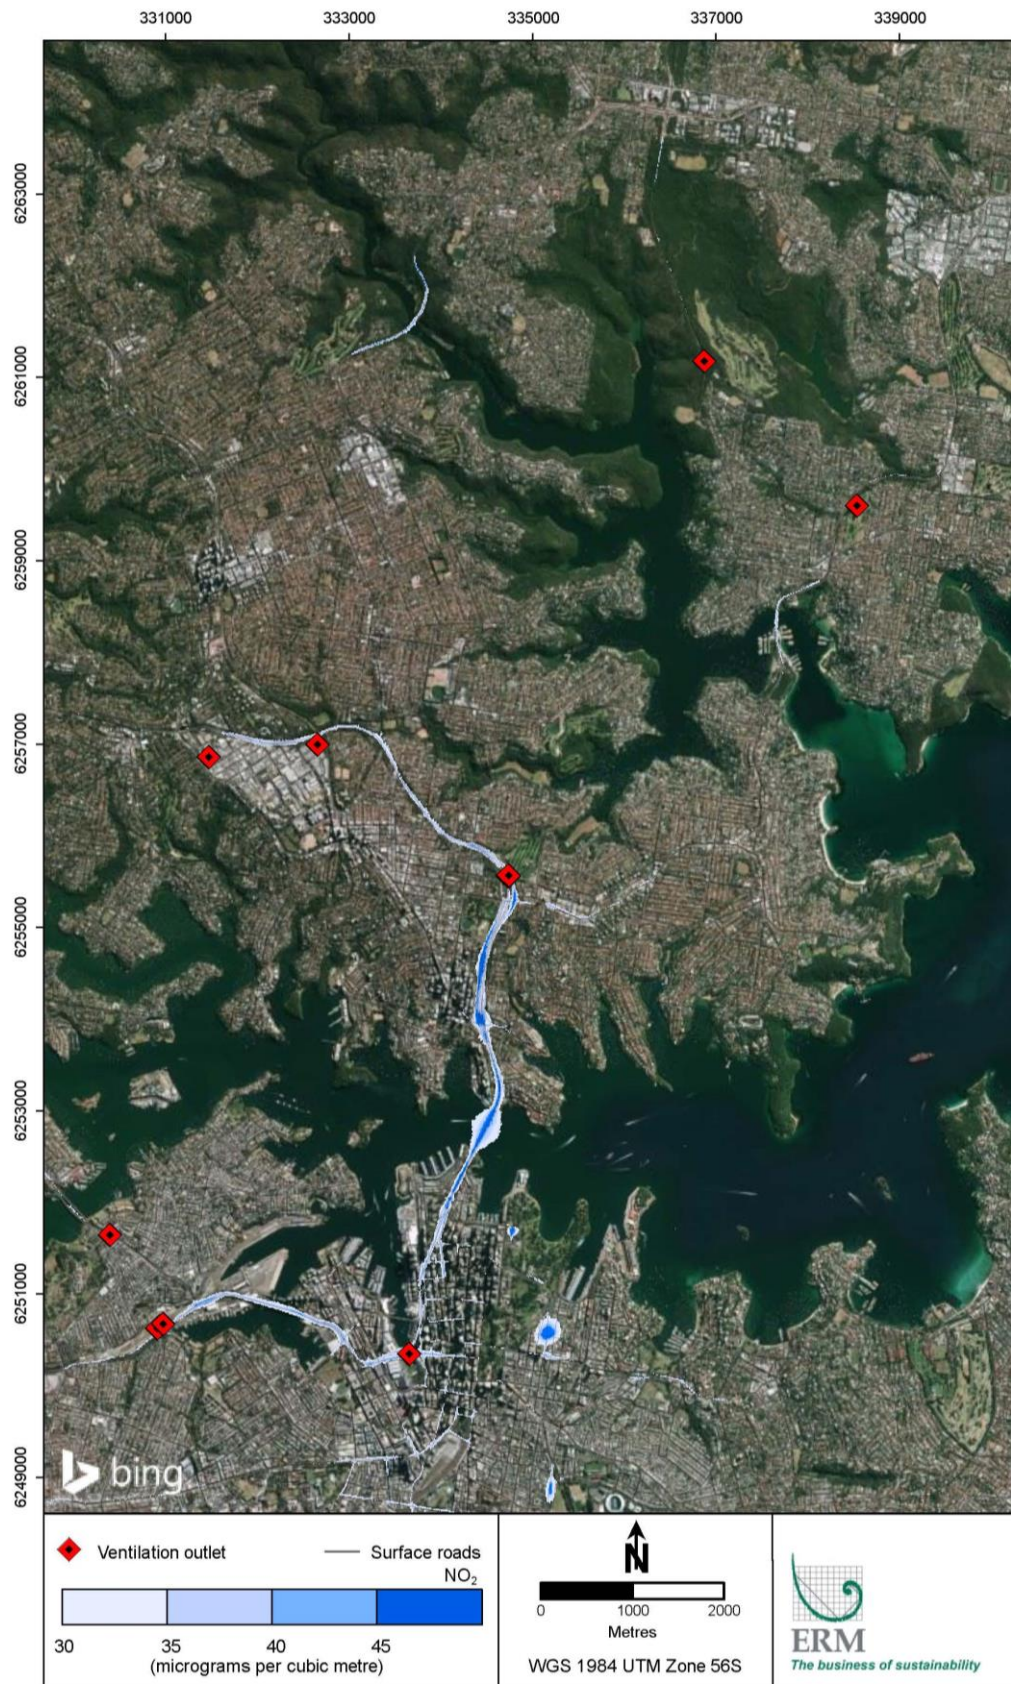 331000 333000 335000 337000 339000
6263000
6261000
6259000
6257000
6255000
6253000
6251000
6249000
bing
Ventilation outlet
Surface roads
NO₂
30 35 40 45
(micrograms per cubic metre)
N
0 1000 2000
Metres
WGS 1984 UTM Zone 56S
ERM
The business of sustainability